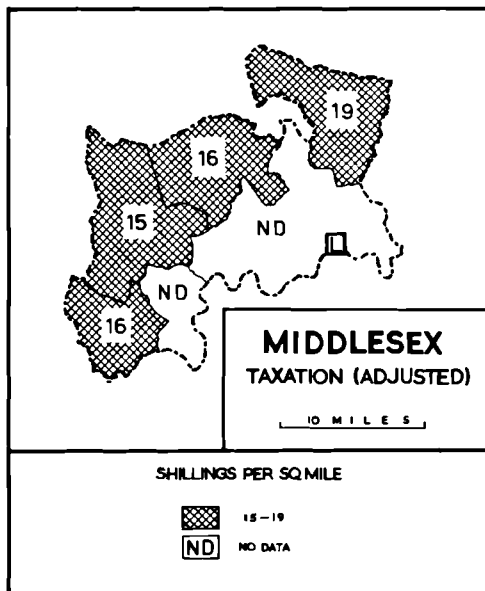 19
16
ND
15
ND
16
MIDDLESEX
TAXATION (ADJUSTED)
10 MILES
SHILLINGS PER SQ MILE
15–19
ND NO DATA